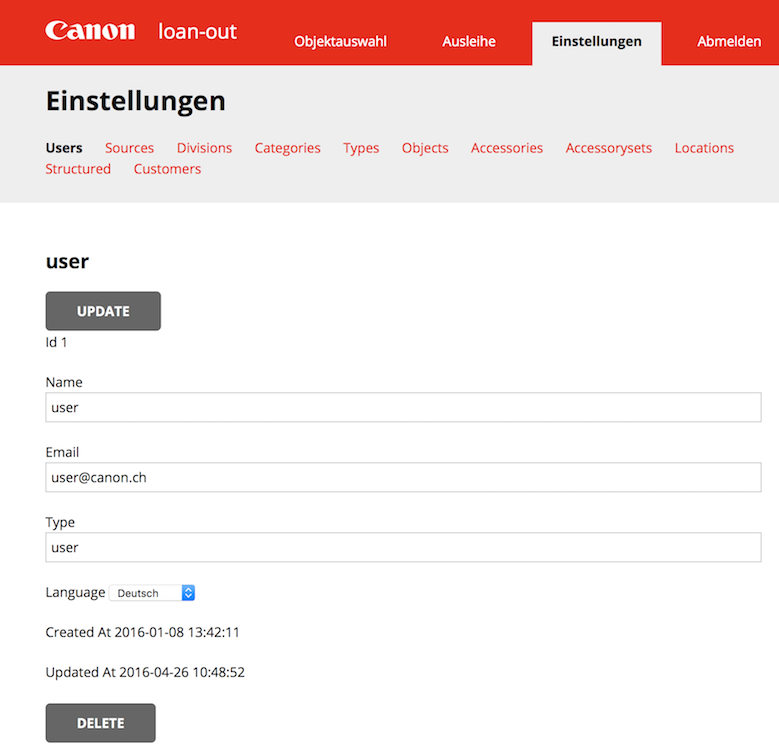 Canon loan-out Objektauswahl Ausleihe Einstellungen Abmelden
Einstellungen
Users Sources Divisions Categories Types Objects Accessories Accessorysets Locations
Structured Customers
user
UPDATE
Id 1
Name
user
Email
user@canon.ch
Type
user
Language Deutsch
Created At 2016-01-08 13:42:11
Updated At 2016-04-26 10:48:52
DELETE